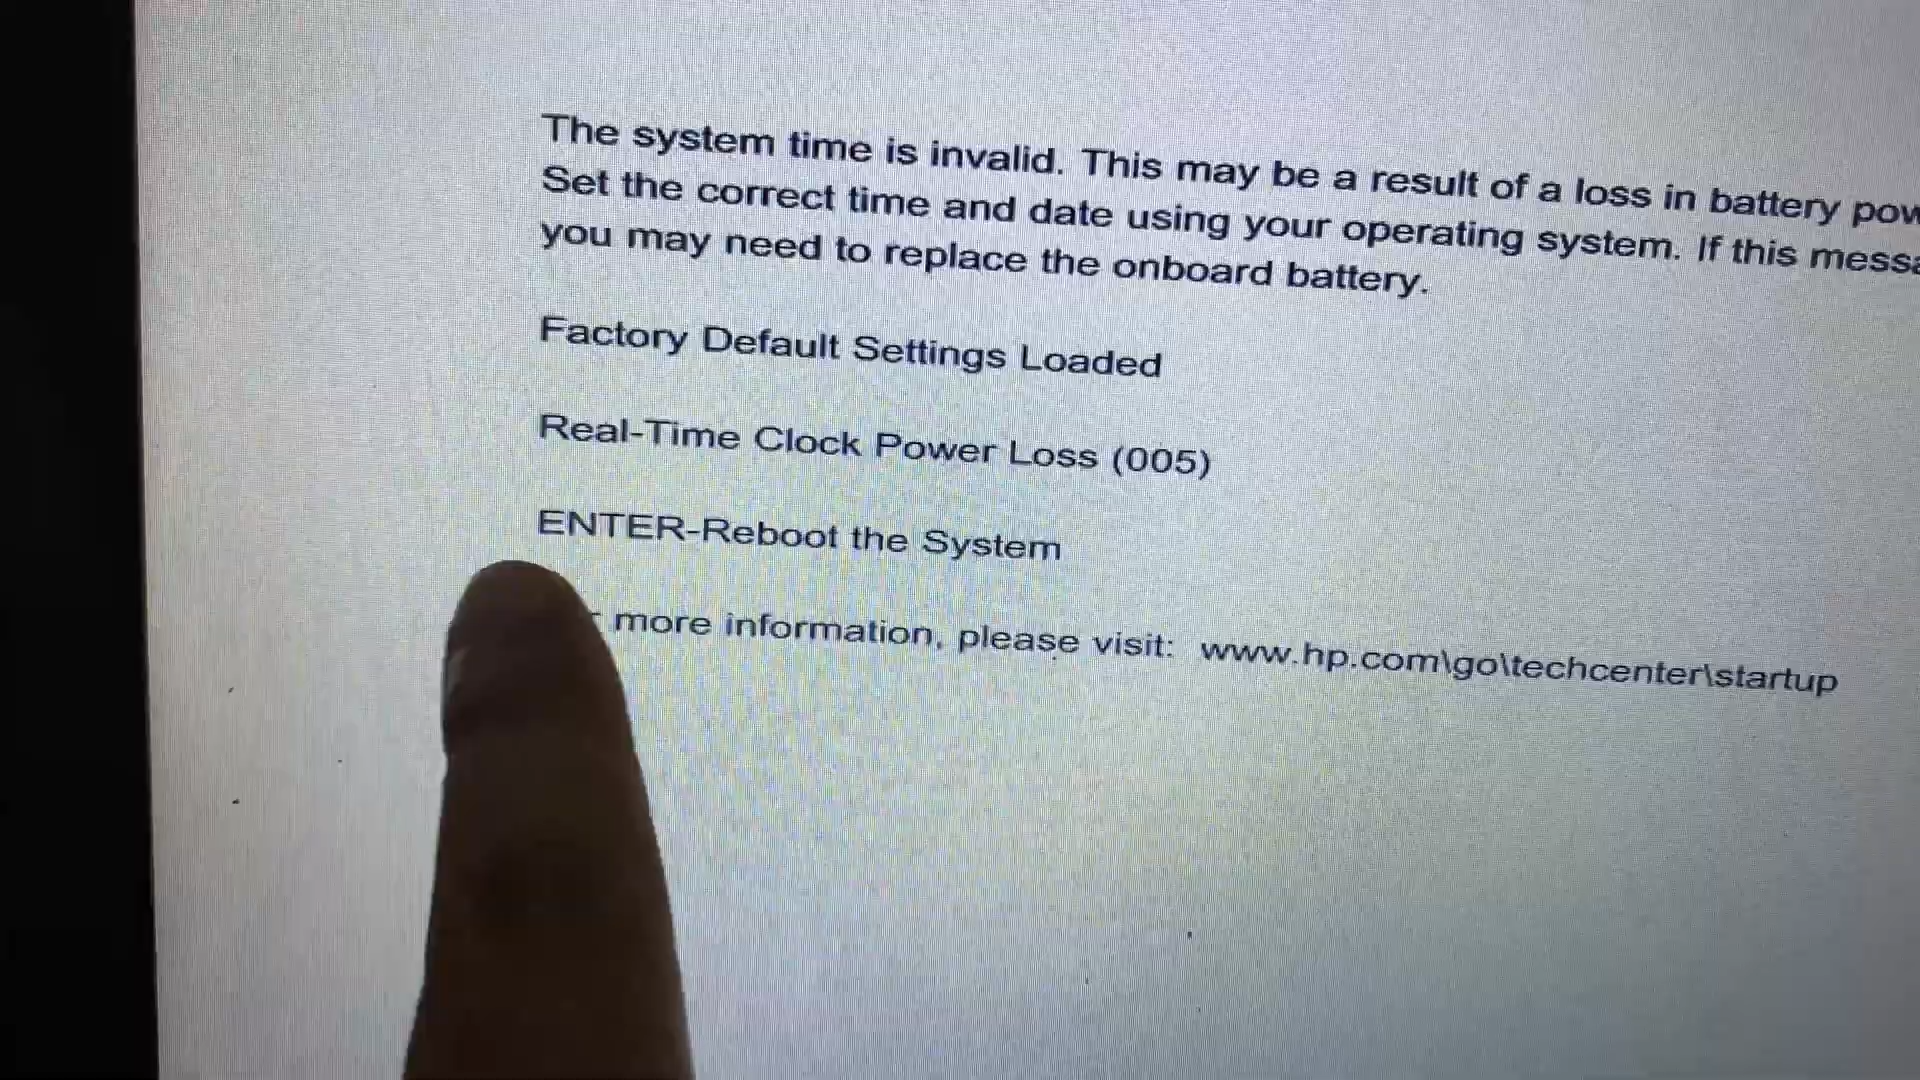 The system time is invalid. This may be a result of a loss in battery
Set the correct time and date using your operating system. If this
you may need to replace the onboard battery.
Factory Default Settings Loaded
Real-Time Clock Power Loss (005)
ENTER-Reboot the System
more information, please visit: www.hp.com\go\techcenter\startup